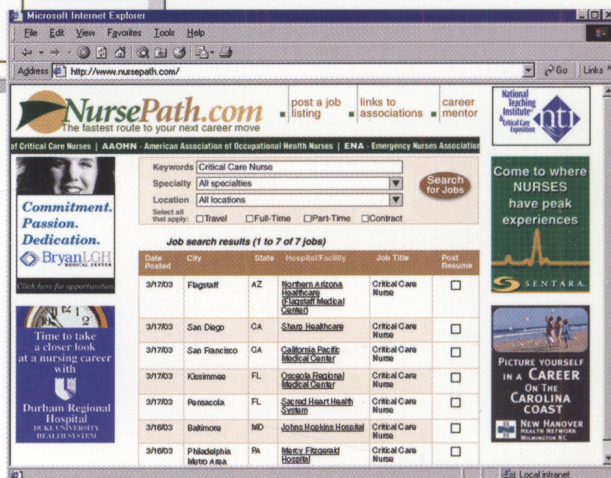 Microsoft Internet Explorer
File Edit View Favorites Tools Help
Address http://www.nursepath.com/ Go Links
NursePath.com
The fastest route to your next career move
post a job listing
links to associations
career mentor
of Critical Care Nurses | AAOHN - American Association of Occupational Health Nurses | ENA - Emergency Nurses Association
National
Teaching
Institute
& Critical Care
Exposition
nti
Commitment.
Passion.
Dedication.
BryanLGH
MEDICAL CENTER
Click here for opportunities.
Time to take
a closer look
at a nursing career
with
Durham Regional
Hospital
DUKE UNIVERSITY
HEALTH SYSTEM
Keywords Critical Care Nurse
Specialty All specialties
Location All locations
Select all
that apply: Travel Full-Time Part-Time Contract
Search
for Jobs
Job search results (1 to 7 of 7 jobs)
Date Posted City State Hospital/Facility Job Title Post Resume
3/17/03 Flagstaff AZ Northern Arizona Healthcare (Flagstaff Medical Center) Critical Care Nurse
3/17/03 San Diego CA Sharp Healthcare Critical Care Nurse
3/17/03 San Francisco CA California Pacific Medical Center Critical Care Nurse
3/17/03 Kissimmee FL Osceola Regional Medical Center Critical Care Nurse
3/17/03 Pensacola FL Sacred Heart Health System Critical Care Nurse
3/16/03 Baltimore MD Johns Hopkins Hospital Critical Care Nurse
3/16/03 Philadelphia Metro Area PA Mercy Fitzgerald Hospital Critical Care Nurse
Come to where
NURSES
have peak
experiences
SENTARA.
PICTURE YOURSELF
IN A CAREER
ON THE
CAROLINA
COAST
NEW HANOVER
HEALTH NETWORK
WILMINGTON NC
Local intranet